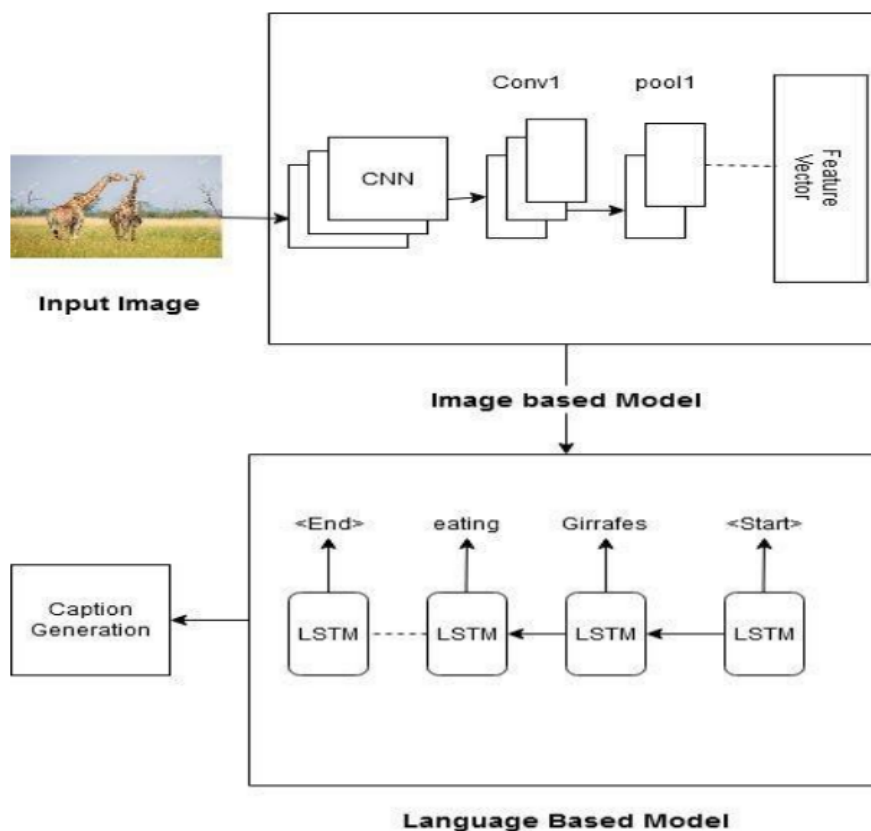 Conv1
pool1
CNN
Feature
Vector
Input Image
Image based Model
<End>
eating
Girrafes
<Start>
LSTM
LSTM
LSTM
LSTM
Caption
Generation
Language Based Model